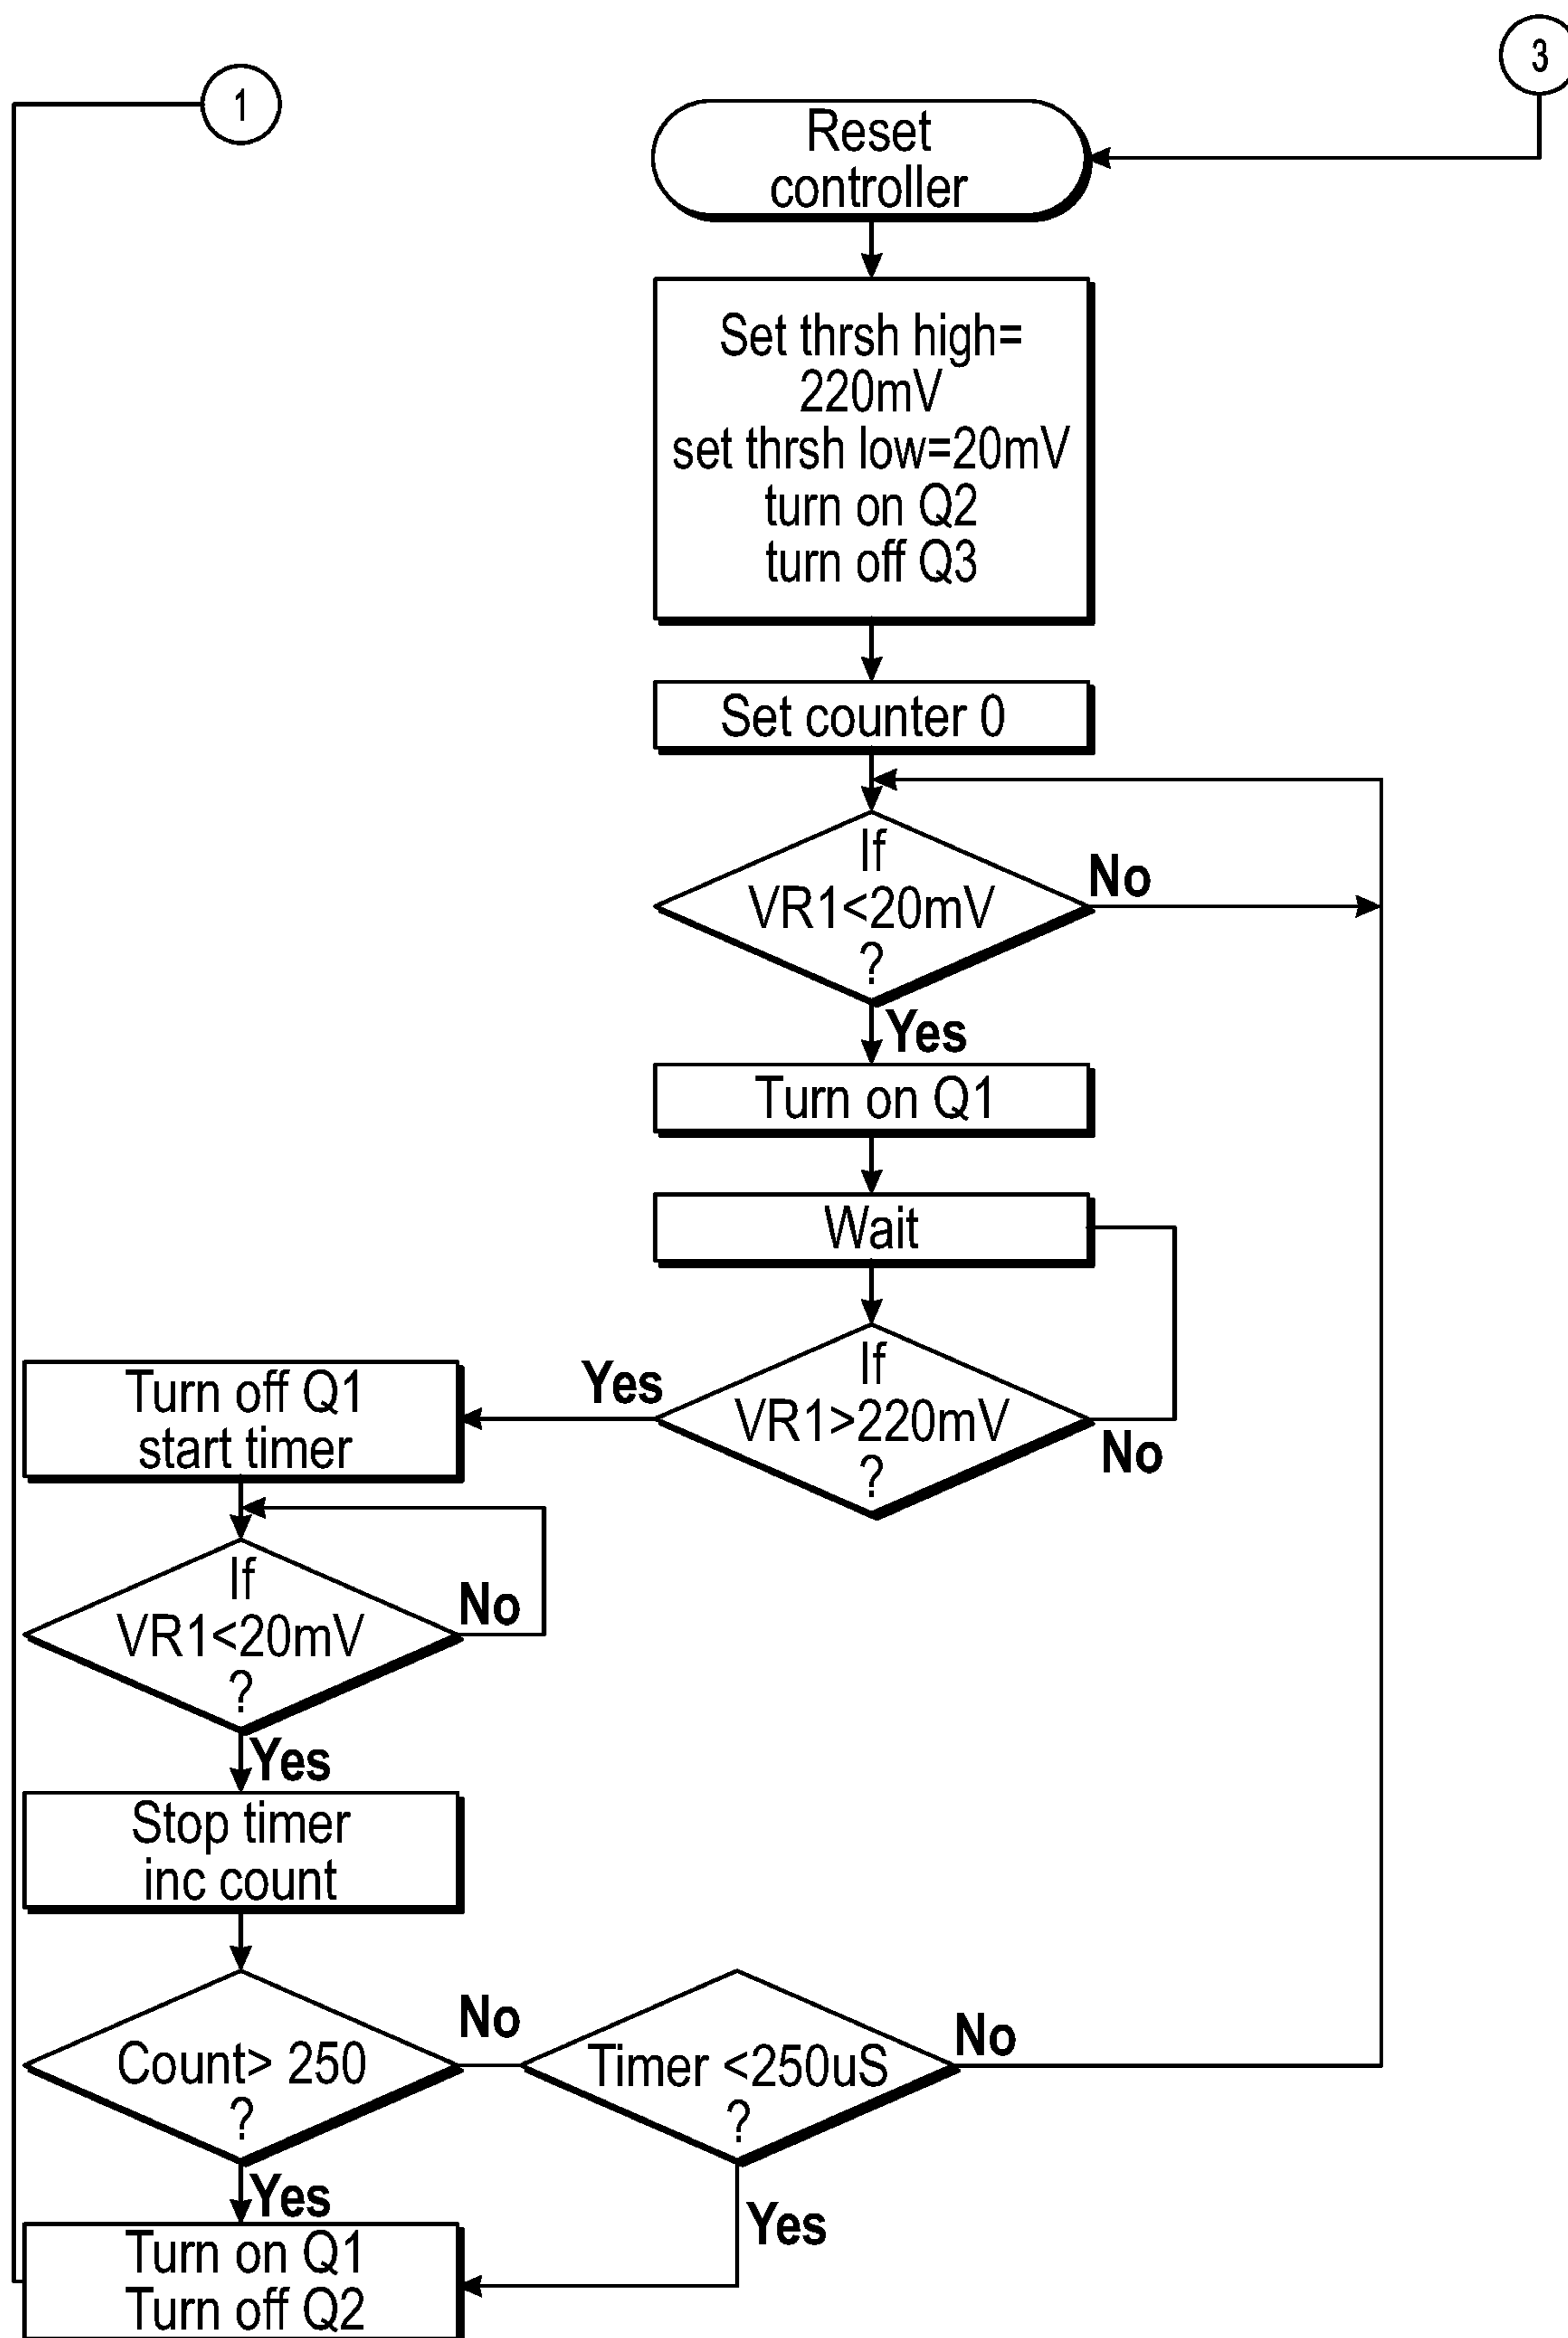 1
3
Reset
controller
Set thrsh high=
220mV
set thrsh low=20mV
turn on Q2
turn off Q3
Set counter 0
If
VR1<20mV
?
No
Yes
Turn on Q1
Wait
If
VR1>220mV
?
Yes
No
Turn off Q1
start timer
If
VR1<20mV
?
No
Yes
Stop timer
inc count
Count> 250
?
No
Timer <250uS
?
No
Yes
Yes
Turn on Q1
Turn off Q2